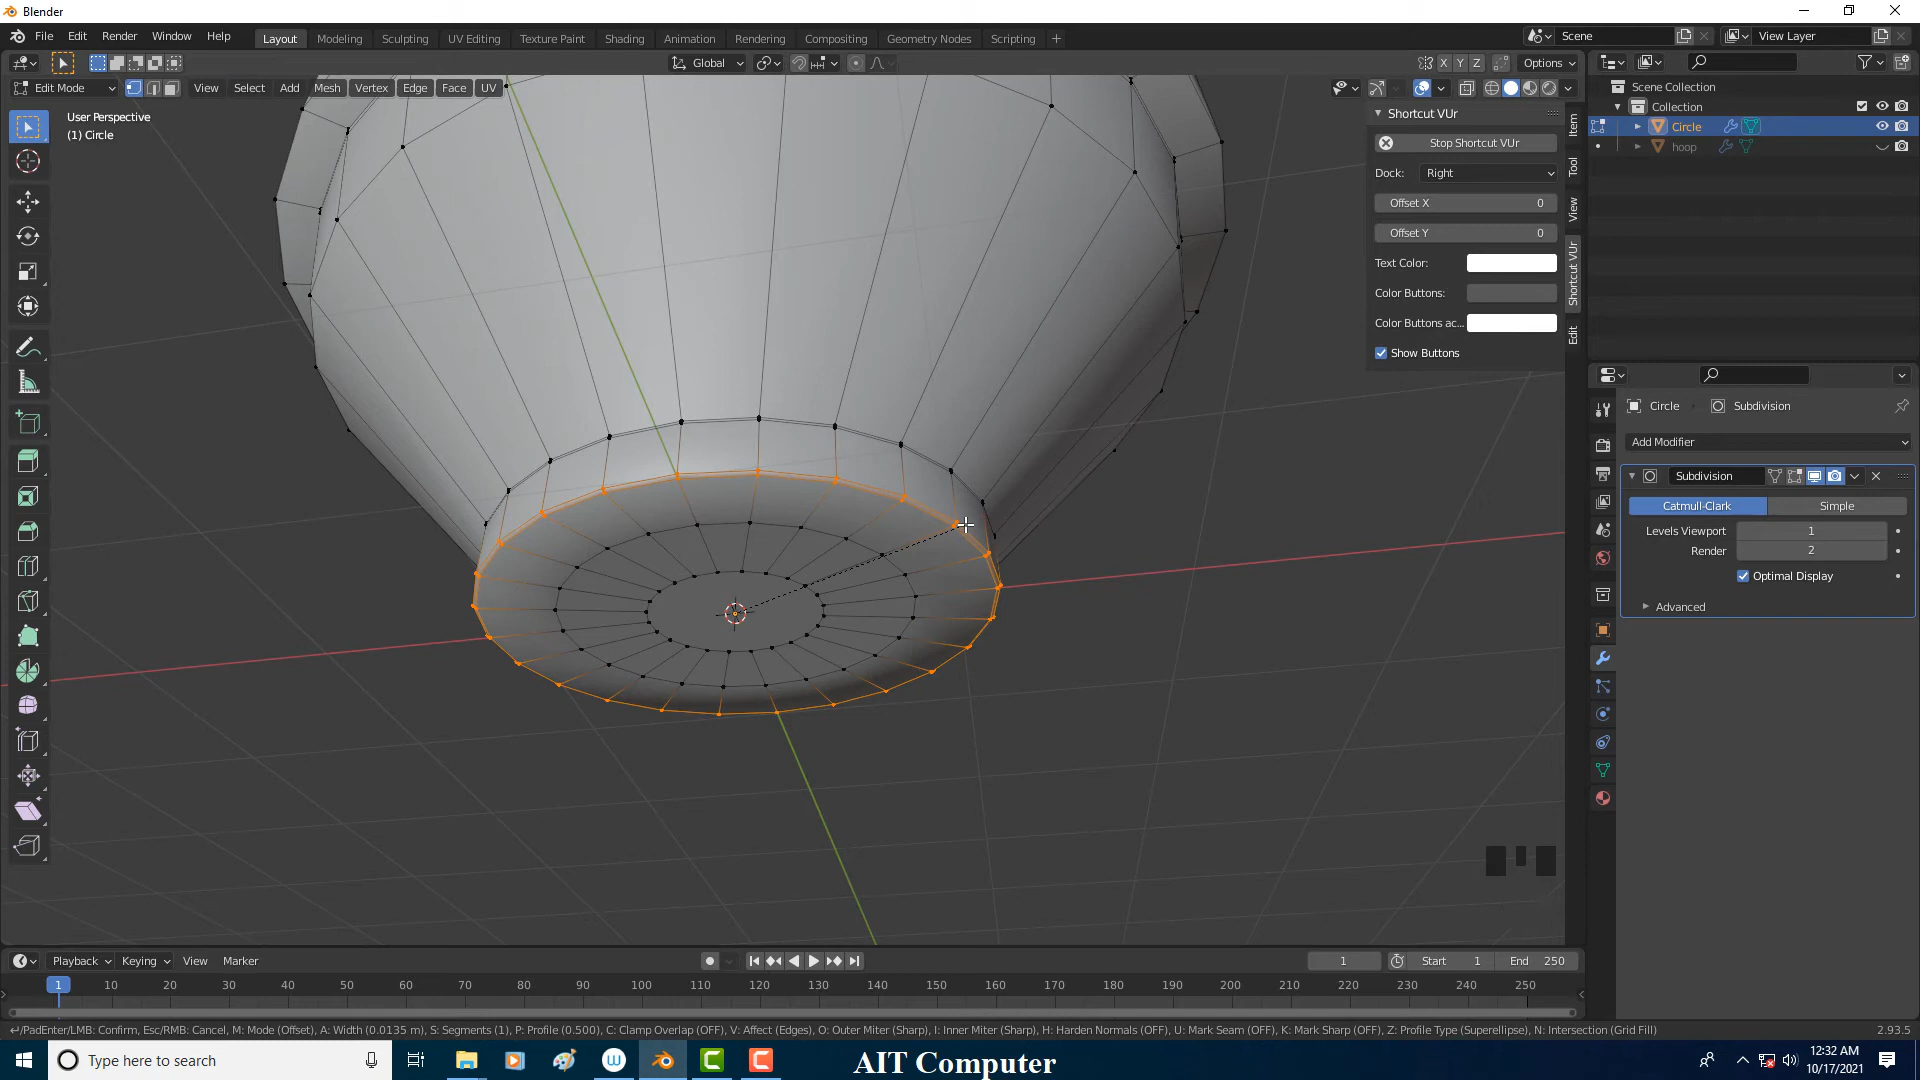 Blender
File Edit Render Window Help
Layout Modeling Sculpting UV Editing Texture Paint Shading Animation Rendering Compositing Geometry Nodes Scripting +
Scene
View Layer
Global
X Y Z
Options
Edit Mode
View Select Add Mesh Vertex Edge Face UV
User Perspective
(1) Circle
Shortcut VUr
Stop Shortcut VUr
Dock: Right
Offset X 0
Offset Y 0
Text Color:
Color Buttons:
Color Buttons ac...
Show Buttons
Item
Tool
View
Shortcut VUr
Edit
Scene Collection
Collection
Circle
hoop
Circle
Subdivision
Add Modifier
Subdivision
Catmull-Clark Simple
Levels Viewport 1
Render 2
Optimal Display
Advanced
Playback Keying View Marker
1
Start 1
End 250
1 10 20 30 40 50 60 70 80 90 100 110 120 130 140 150 160 170 180 190 200 210 220 230 240 250
/PadEnter/LMB: Confirm, Esc/RMB: Cancel, M: Mode (Offset), A: Width (0.0135 m), S: Segments (1), P: Profile (0.500), C: Clamp Overlap (OFF), V: Affect (Edges), O: Outer Miter (Sharp), I: Inner Miter (Sharp), H: Harden Normals (OFF), U: Mark Seam (OFF), K: Mark Sharp (OFF), Z: Profile Type (Superellipse), N: Intersection (Grid Fill)
2.93.5
Type here to search
AIT Computer
12:32 AM
10/17/2021